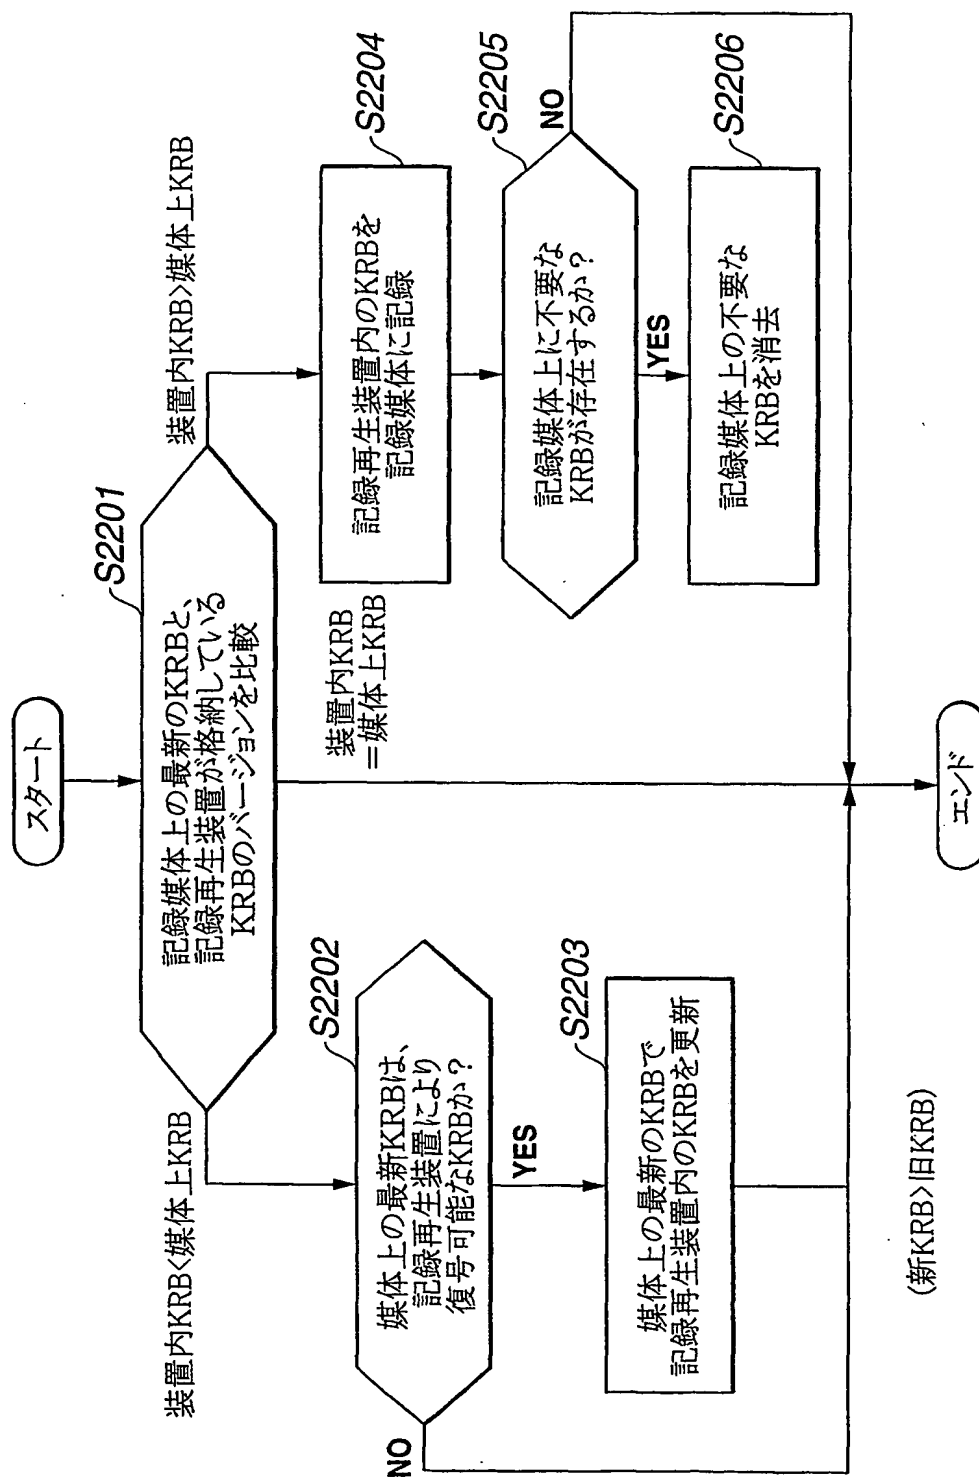 スタート
S2201
記録媒体上の最新のKRBと、
記録再生装置が格納している
KRBのバージョンを比較
装置内KRB<媒体上KRB
装置内KRB>媒体上KRB
装置内KRB
=媒体上KRB
S2202
媒体上の最新KRBは、
記録再生装置により
復号可能なKRBか?
NO
YES
S2203
媒体上の最新のKRBで
記録再生装置内のKRBを更新
S2204
記録再生装置内のKRBを
記録媒体に記録
S2205
記録媒体上に不要な
KRBが存在するか?
NO
YES
S2206
記録媒体上の不要な
KRBを消去
エンド
(新KRB>旧KRB)